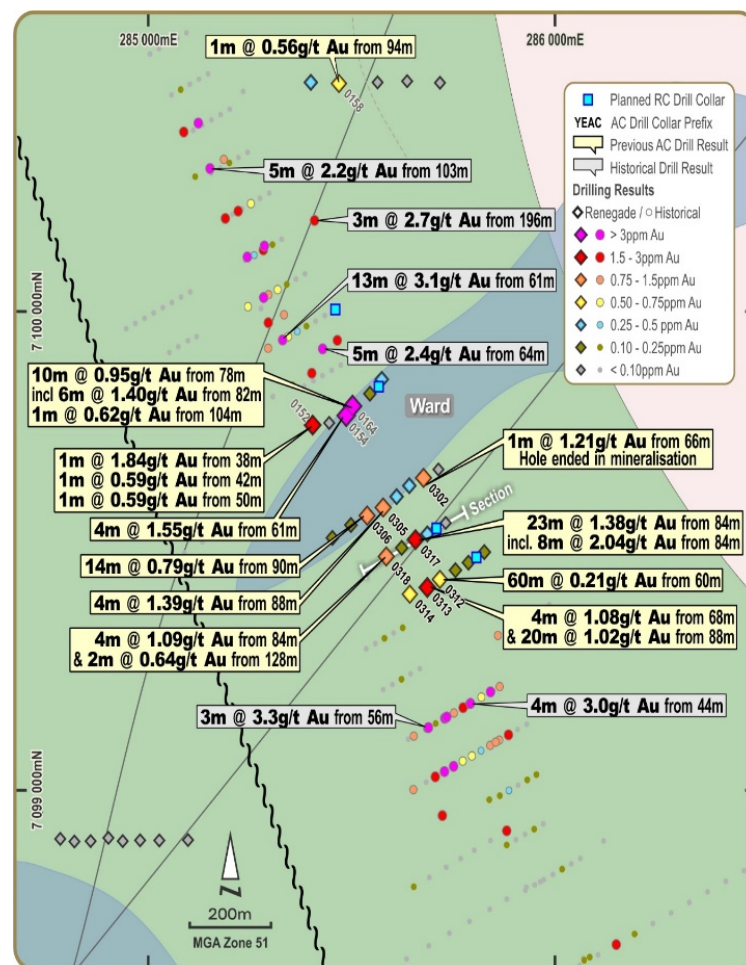 285 000mE
286 000mE
1m @ 0.56g/t Au from 94m
0158
Planned RC Drill Collar
YEAC AC Drill Collar Prefix
Previous AC Drill Result
Historical Drill Result
Drilling Results
Renegade / Historical
> 3ppm Au
1.5 - 3ppm Au
0.75 - 1.5ppm Au
0.50 - 0.75ppm Au
0.25 - 0.5 ppm Au
0.10 - 0.25ppm Au
< 0.10ppm Au
5m @ 2.2g/t Au from 103m
3m @ 2.7g/t Au from 196m
13m @ 3.1g/t Au from 61m
7 100 000mN
5m @ 2.4g/t Au from 64m
10m @ 0.95g/t Au from 78m
incl 6m @ 1.40g/t Au from 82m
1m @ 0.62g/t Au from 104m
Ward
0152
0164
0154
1m @ 1.84g/t Au from 38m
1m @ 0.59g/t Au from 42m
1m @ 0.59g/t Au from 50m
1m @ 1.21g/t Au from 66m
Hole ended in mineralisation
0302
Section
4m @ 1.55g/t Au from 61m
0305
0306
23m @ 1.38g/t Au from 84m
incl. 8m @ 2.04g/t Au from 84m
0317
14m @ 0.79g/t Au from 90m
0318
60m @ 0.21g/t Au from 60m
0312
0313
0314
4m @ 1.39g/t Au from 88m
4m @ 1.08g/t Au from 68m
& 20m @ 1.02g/t Au from 88m
4m @ 1.09g/t Au from 84m
& 2m @ 0.64g/t Au from 128m
3m @ 3.3g/t Au from 56m
4m @ 3.0g/t Au from 44m
7 099 000mN
N
200m
MGA Zone 51